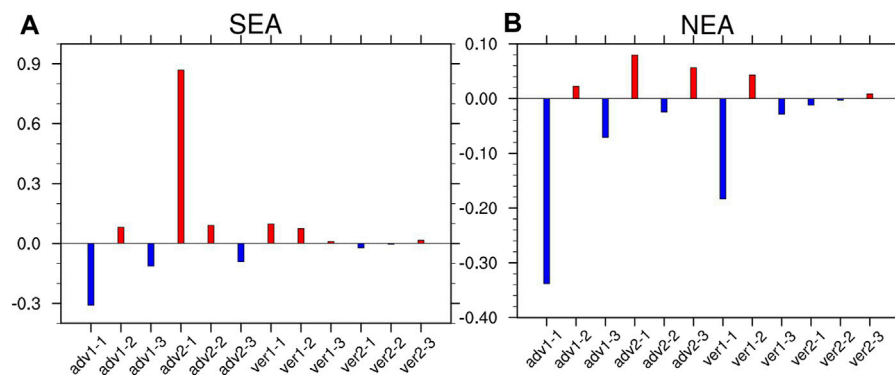 A SEA
0.9
0.6
0.3
0.0
-0.3
adv1-1 adv1-2 adv1-3 adv2-1 adv2-2 adv2-3 ver1-1 ver1-2 ver1-3 ver2-1 ver2-2 ver2-3
B NEA
0.10
0.00
-0.10
-0.20
-0.30
-0.40
adv1-1 adv1-2 adv1-3 adv2-1 adv2-2 adv2-3 ver1-1 ver1-2 ver1-3 ver2-1 ver2-2 ver2-3